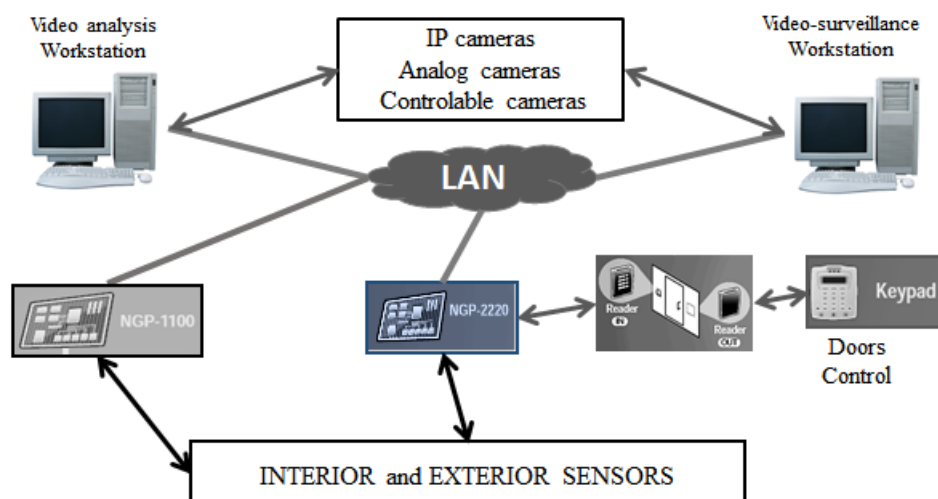 Video analysis
Workstation
IP cameras
Analog cameras
Controlable cameras
Video-surveillance
Workstation
LAN
NGP-1100
NGP-2220
Reader
IN
Reader
OUT
Keypad
Doors
Control
INTERIOR and EXTERIOR SENSORS